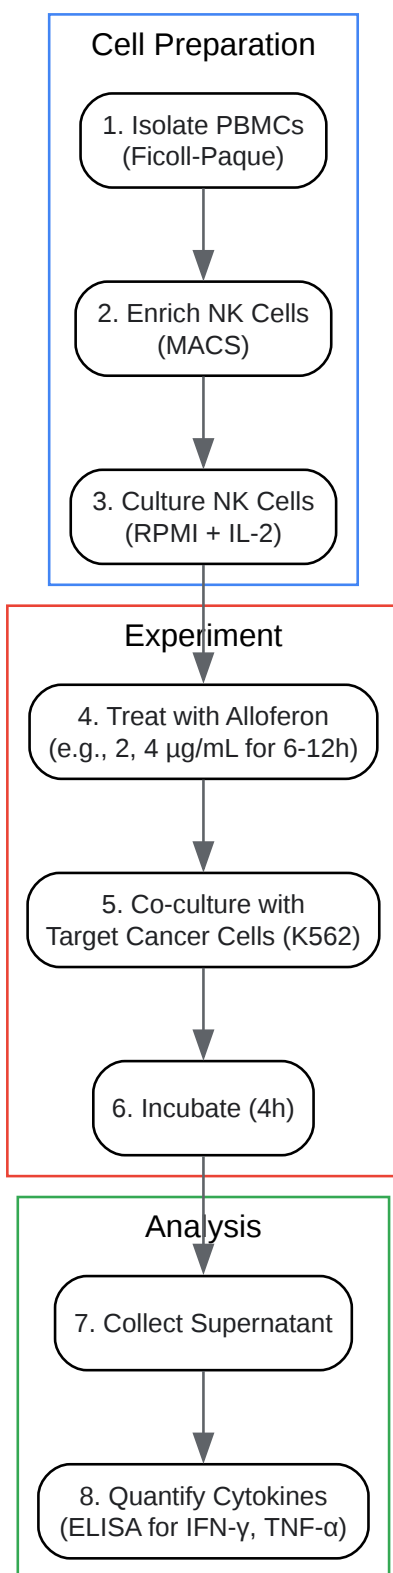 Cell Preparation
1. Isolate PBMCs
(Ficoll-Paque)
2. Enrich NK Cells
(MACS)
3. Culture NK Cells
(RPMI + IL-2)
Experiment
4. Treat with Alloferon
(e.g., 2, 4 µg/mL for 6-12h)
5. Co-culture with
Target Cancer Cells (K562)
6. Incubate (4h)
Analysis
7. Collect Supernatant
8. Quantify Cytokines
(ELISA for IFN-γ, TNF-α)